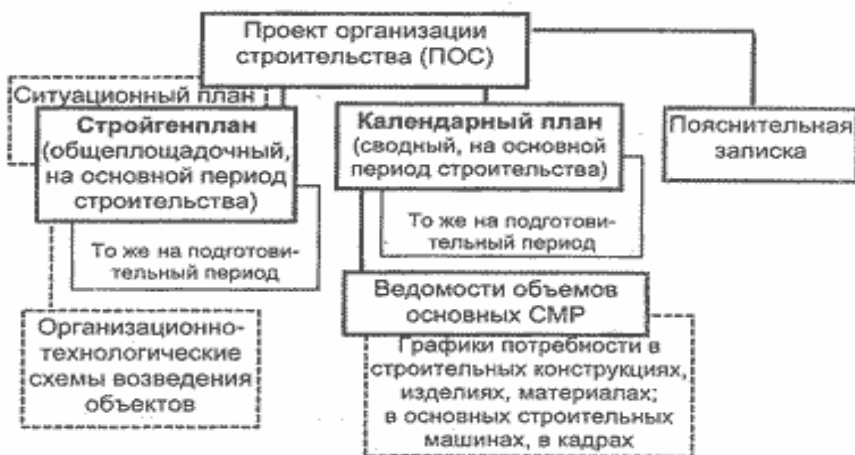 Проект организации
строительства (ПОС)
Ситуационный план
Стройгенплан
(общеплощадочный,
на основной период
строительства)
То же на подготови-
тельный период
Организационно-
технологические
схемы возведения
объектов
Календарный план
(сводный, на основной
период строительства)
То же на подготови-
тельный период
Ведомости объемов
основных СМР
Графики потребности в
строительных конструкциях,
изделиях, материалах;
в основных строительных
машинах, в кадрах
Пояснительная
записка